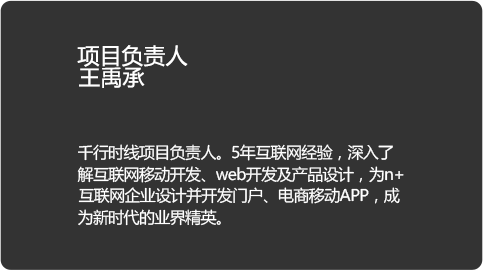 项目负责人
王禹承
千行时线项目负责人。5年互联网经验，深入了
解互联网移动开发、web开发及产品设计，为n+
互联网企业设计并开发门户、电商移动APP，成
为新时代的业界精英。